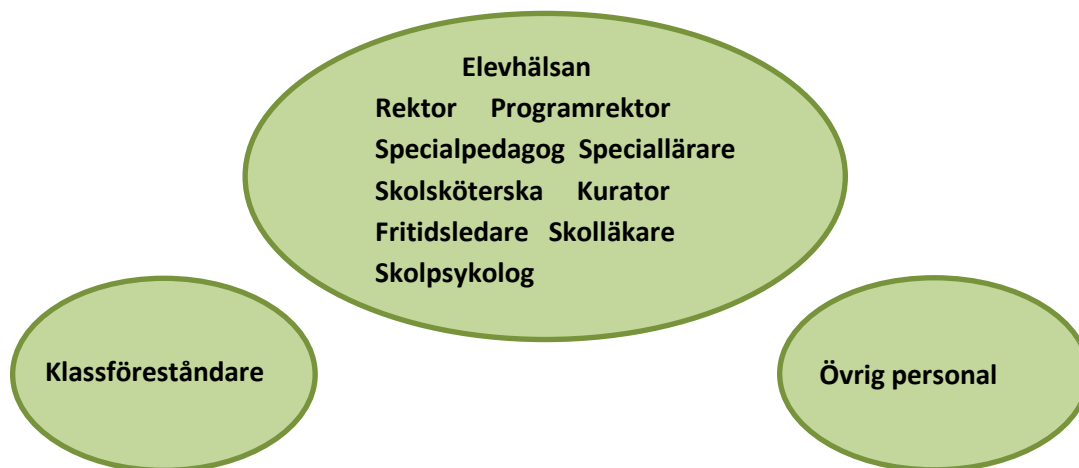 Elevhälsan
Rektor Programrektor
Specialpedagog Speciallärare
Skolsköterska Kurator
Fritidsledare Skolläkare
Skolpsykolog
Klassföreståndare
Övrig personal